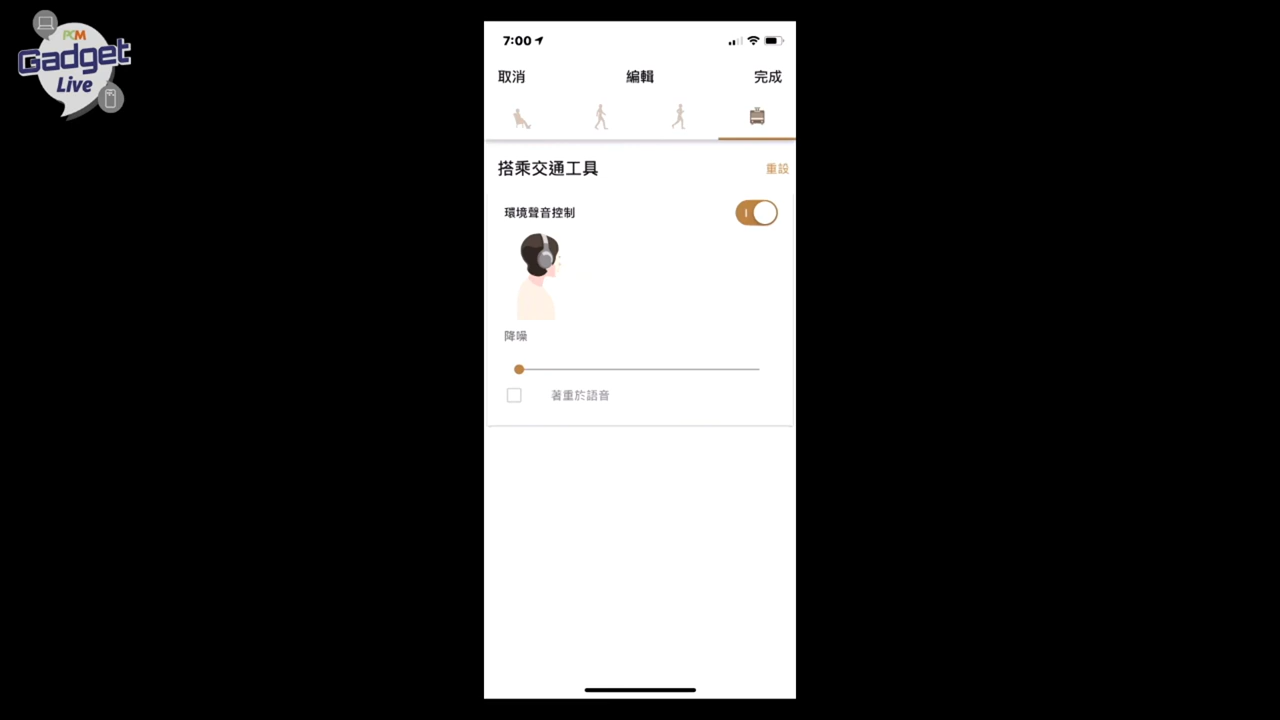 PCM
Gadget
Live
7:00
取消
編輯
完成
搭乘交通工具
重設
環境聲音控制
降噪
著重於語音